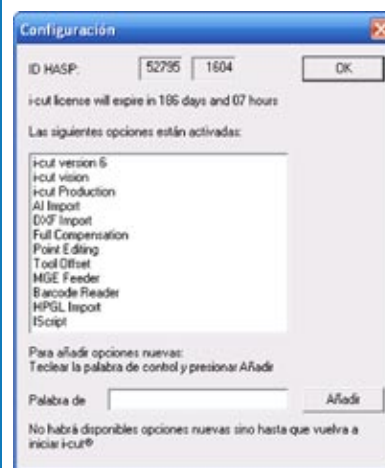 Configuración
ID HASP: 52795 1604 OK
i-cut license will expire in 186 days and 07 hours
Las siguientes opciones están activadas:
i-cut version 6
i-cut vision
i-cut Production
AI Import
DXF Import
Full Compensation
Point Editing
Tool Offset
MGE Feeder
Barcode Reader
HPGL Import
IScript
Para añadir opciones nuevas:
Teclear la palabra de control y presionar Añadir
Palabra de Añadir
No habrá disponibles opciones nuevas sino hasta que vuelva a
iniciar i-cut®